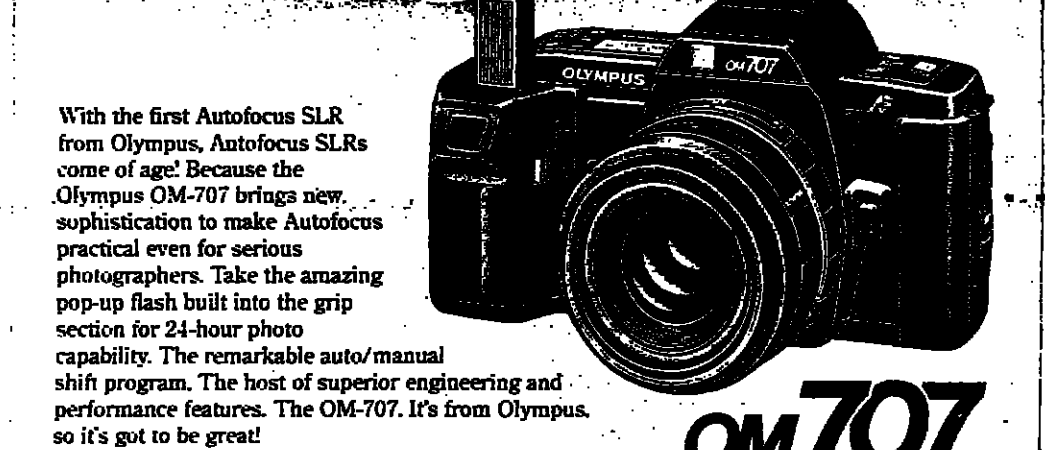 OLYMPUS OM707
With the first Autofocus SLR
from Olympus, Autofocus SLRs
come of age! Because the
Olympus OM-707 brings new
sophistication to make Autofocus
practical even for serious
photographers. Take the amazing
pop-up flash built into the grip
section for 24-hour photo
capability. The remarkable auto/manual
shift program. The host of superior engineering and
performance features. The OM-707. It's from Olympus,
so it's got to be great!
OM707